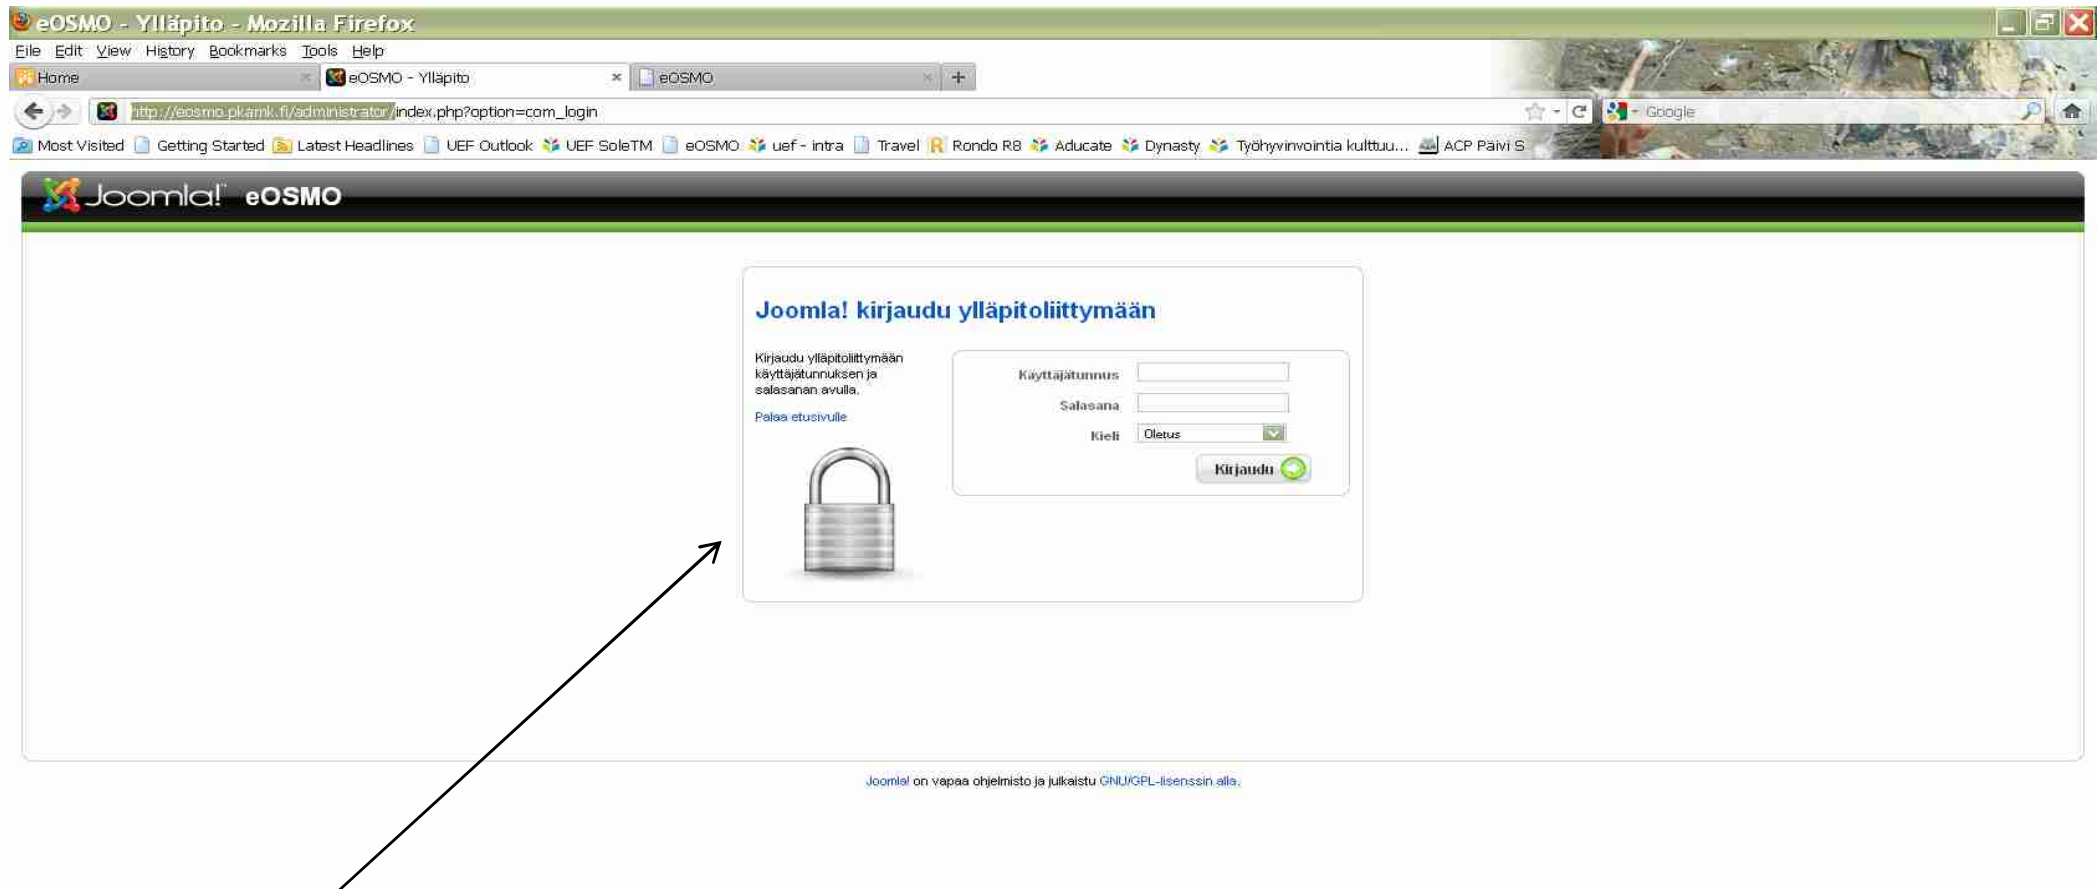 eOSMO - Ylläpito - Mozilla Firefox
File Edit View History Bookmarks Tools Help
Home eOSMO - Ylläpito eOSMO
http://eosmo.pkamk.fi/administrator/index.php?option=com_login Google
Most Visited Getting Started Latest Headlines UEF Outlook UEF SoleTM eOSMO uef - intra Travel Rondo R8 Aducate Dynasty Työhyvinvointia kulttuu... ACP Päivi S
Joomla! eOSMO
Joomla! kirjaudu ylläpitoliittymään
Kirjaudu ylläpitoliittymään
käyttäjätunnuksen ja
salasanan avulla.
Palaa etusivulle
Käyttäjätunnus
Salasana
Kieli Oletus
Kirjaudu
Joomla! on vapaa ohjelmisto ja julkaistu GNU/GPL-lisenssin alla.